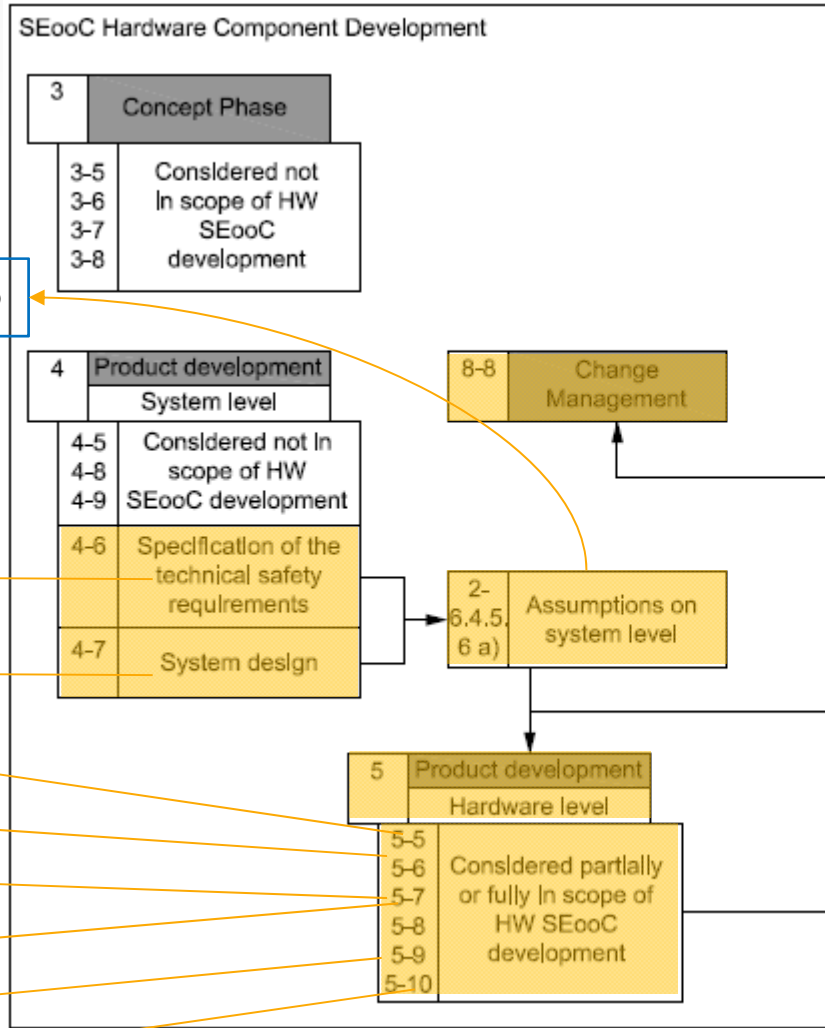 SEooC Hardware Component Development
3
Concept Phase
3-5
3-6
3-7
3-8
Considered not
In scope of HW
SEooC
development
4
Product development
System level
4-5
4-8
4-9
Considered not In
scope of HW
SEooC development
4-6
Specification of the
technical safety
requirements
4-7
System design
8-8
Change
Management
2-
6.4.5.
6 a)
Assumptions on
system level
5
Product development
Hardware level
5-5
5-6
5-7
5-8
5-9
5-10
Considered partially
or fully In scope of
HW SEooC
development